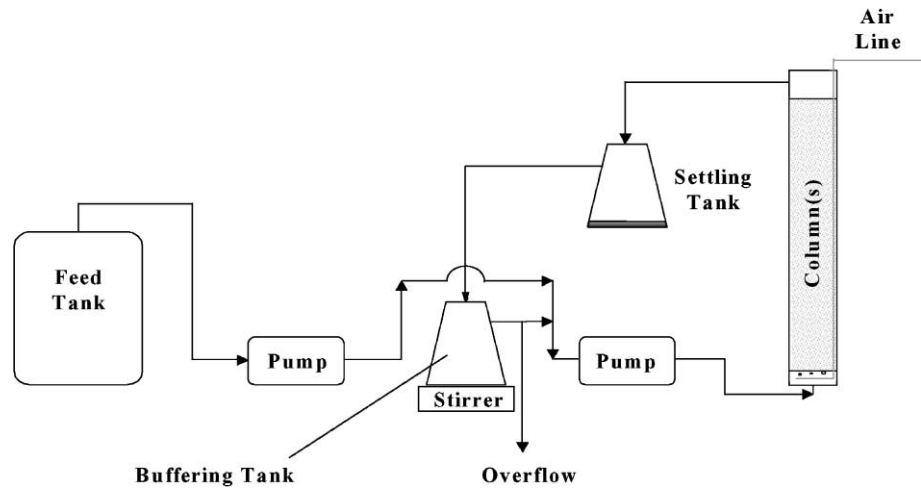 Air
Line
Settling
Tank
Column(s)
Feed
Tank
Pump
Pump
Stirrer
Buffering Tank
Overflow